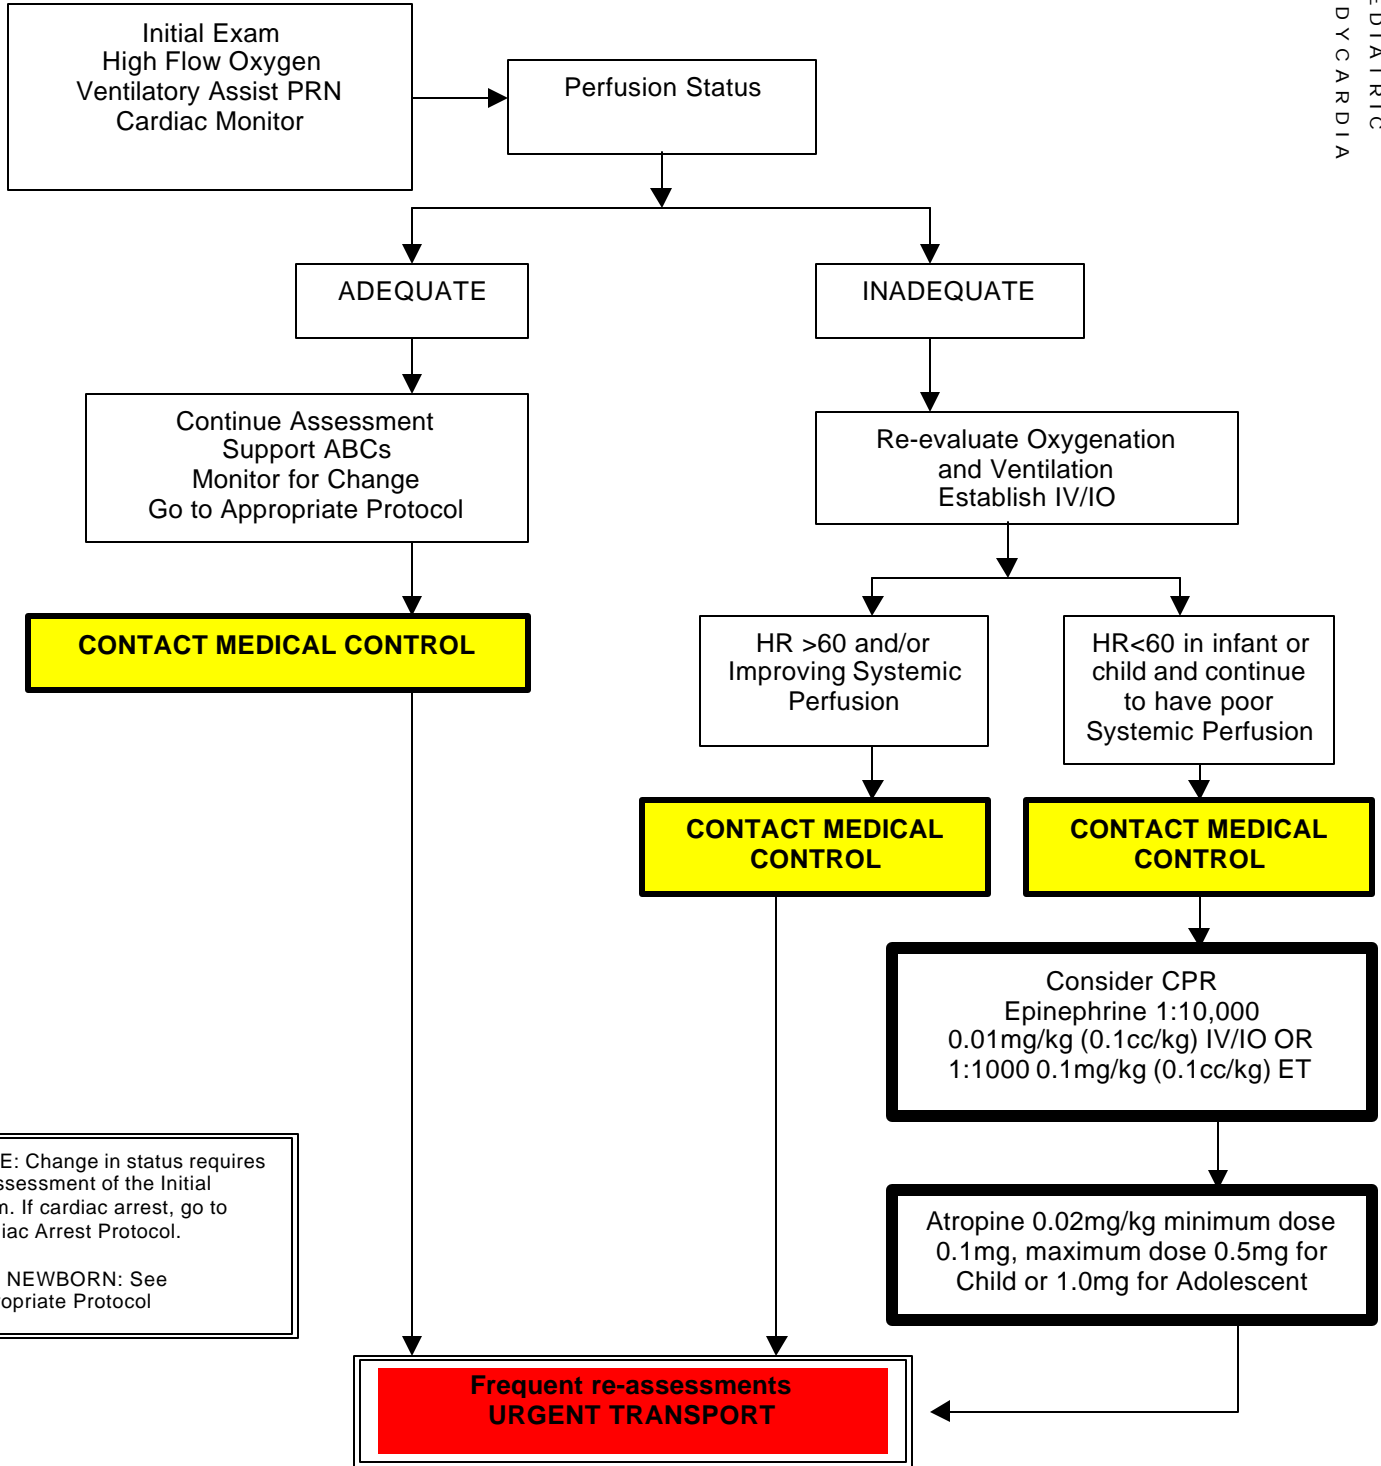 Initial Exam
High Flow Oxygen
Ventilatory Assist PRN
Cardiac Monitor
Perfusion Status
ADEQUATE
INADEQUATE
Continue Assessment
Support ABCs
Monitor for Change
Go to Appropriate Protocol
Re-evaluate Oxygenation
and Ventilation
Establish IV/IO
CONTACT MEDICAL CONTROL
HR >60 and/or
Improving Systemic
Perfusion
HR<60 in infant or
child and continue
to have poor
Systemic Perfusion
CONTACT MEDICAL
CONTROL
CONTACT MEDICAL
CONTROL
Consider CPR
Epinephrine 1:10,000
0.01mg/kg (0.1cc/kg) IV/IO OR
1:1000 0.1mg/kg (0.1cc/kg) ET
Atropine 0.02mg/kg minimum dose
0.1mg, maximum dose 0.5mg for
Child or 1.0mg for Adolescent
E: Change in status requires
ssessment of the Initial
m. If cardiac arrest, go to
iac Arrest Protocol.
NEWBORN: See
ropriate Protocol
Frequent re-assessments
URGENT TRANSPORT
EDIATRIC
DYCARDIA